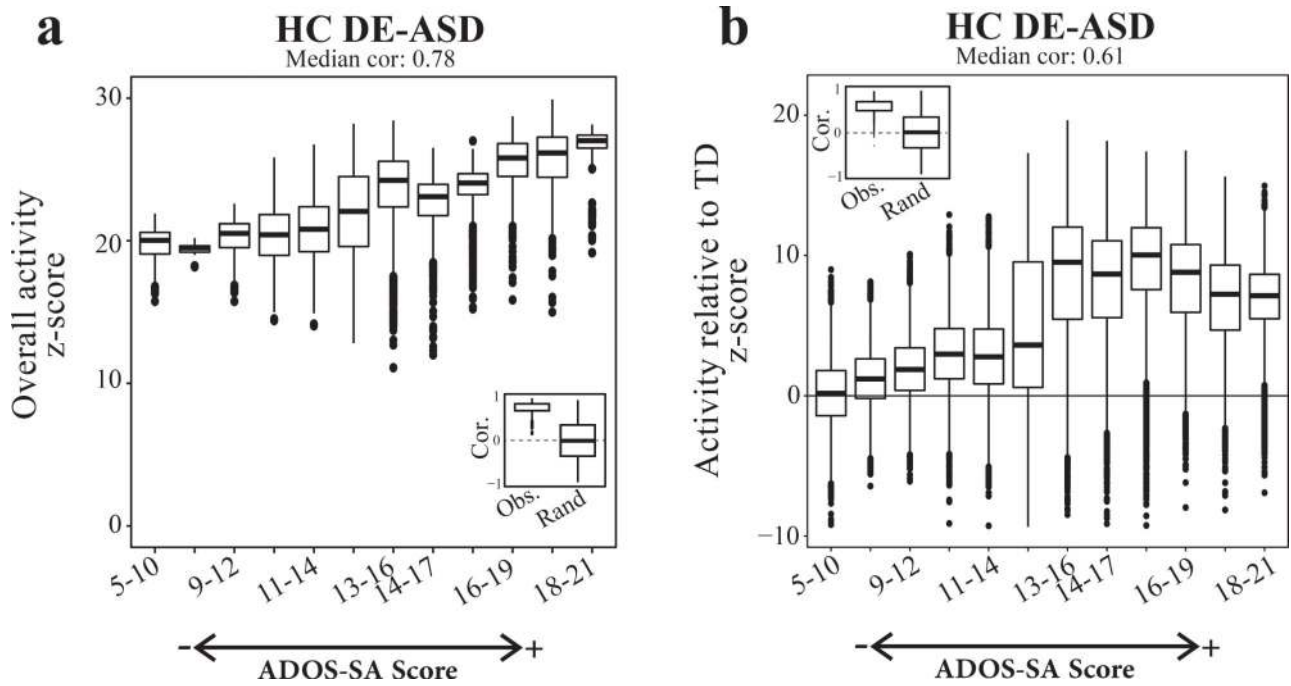 a
HC DE-ASD
Median cor: 0.78
Overall activity
z-score
30
20
10
0
Cor.
1
0
−1
Obs.
Rand
5-10
9-12
11-14
13-16
14-17
16-19
18-21
- +
ADOS-SA Score
b
HC DE-ASD
Median cor: 0.61
Activity relative to TD
z-score
20
10
0
−10
Cor.
1
0
−1
Obs.
Rand
5-10
9-12
11-14
13-16
14-17
16-19
18-21
- +
ADOS-SA Score